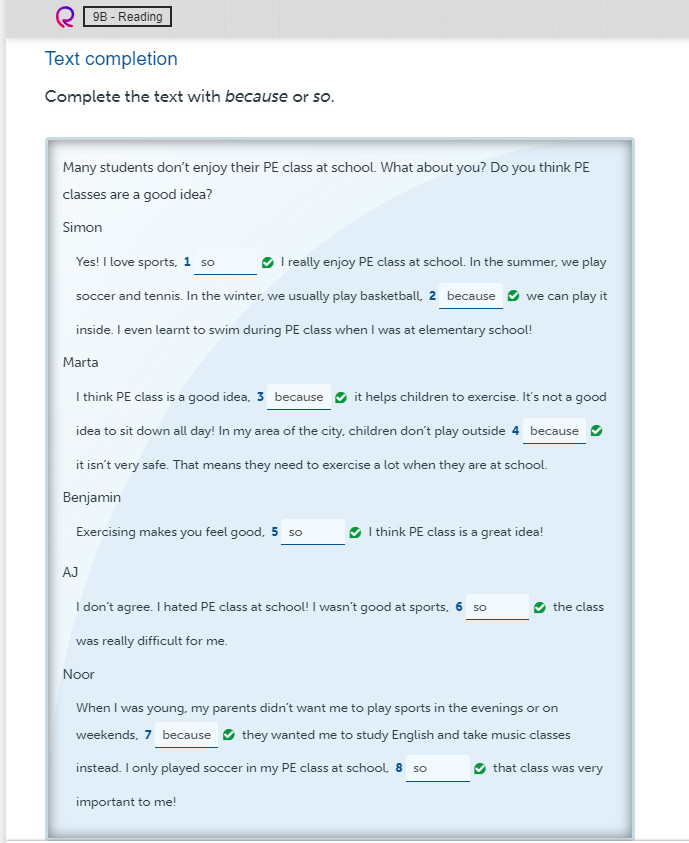 9B - Reading
Text completion
Complete the text with because or so.
Many students don't enjoy their PE class at school. What about you? Do you think PE
classes are a good idea?
Simon
Yes! I love sports, 1 so I really enjoy PE class at school. In the summer, we play
soccer and tennis. In the winter, we usually play basketball, 2 because we can play it
inside. I even learnt to swim during PE class when I was at elementary school!
Marta
I think PE class is a good idea, 3 because it helps children to exercise. It's not a good
idea to sit down all day! In my area of the city, children don't play outside 4 because
it isn't very safe. That means they need to exercise a lot when they are at school.
Benjamin
Exercising makes you feel good, 5 so I think PE class is a great idea!
AJ
I don't agree. I hated PE class at school! I wasn't good at sports, 6 so the class
was really difficult for me.
Noor
When I was young, my parents didn't want me to play sports in the evenings or on
weekends, 7 because they wanted me to study English and take music classes
instead. I only played soccer in my PE class at school, 8 so that class was very
important to me!